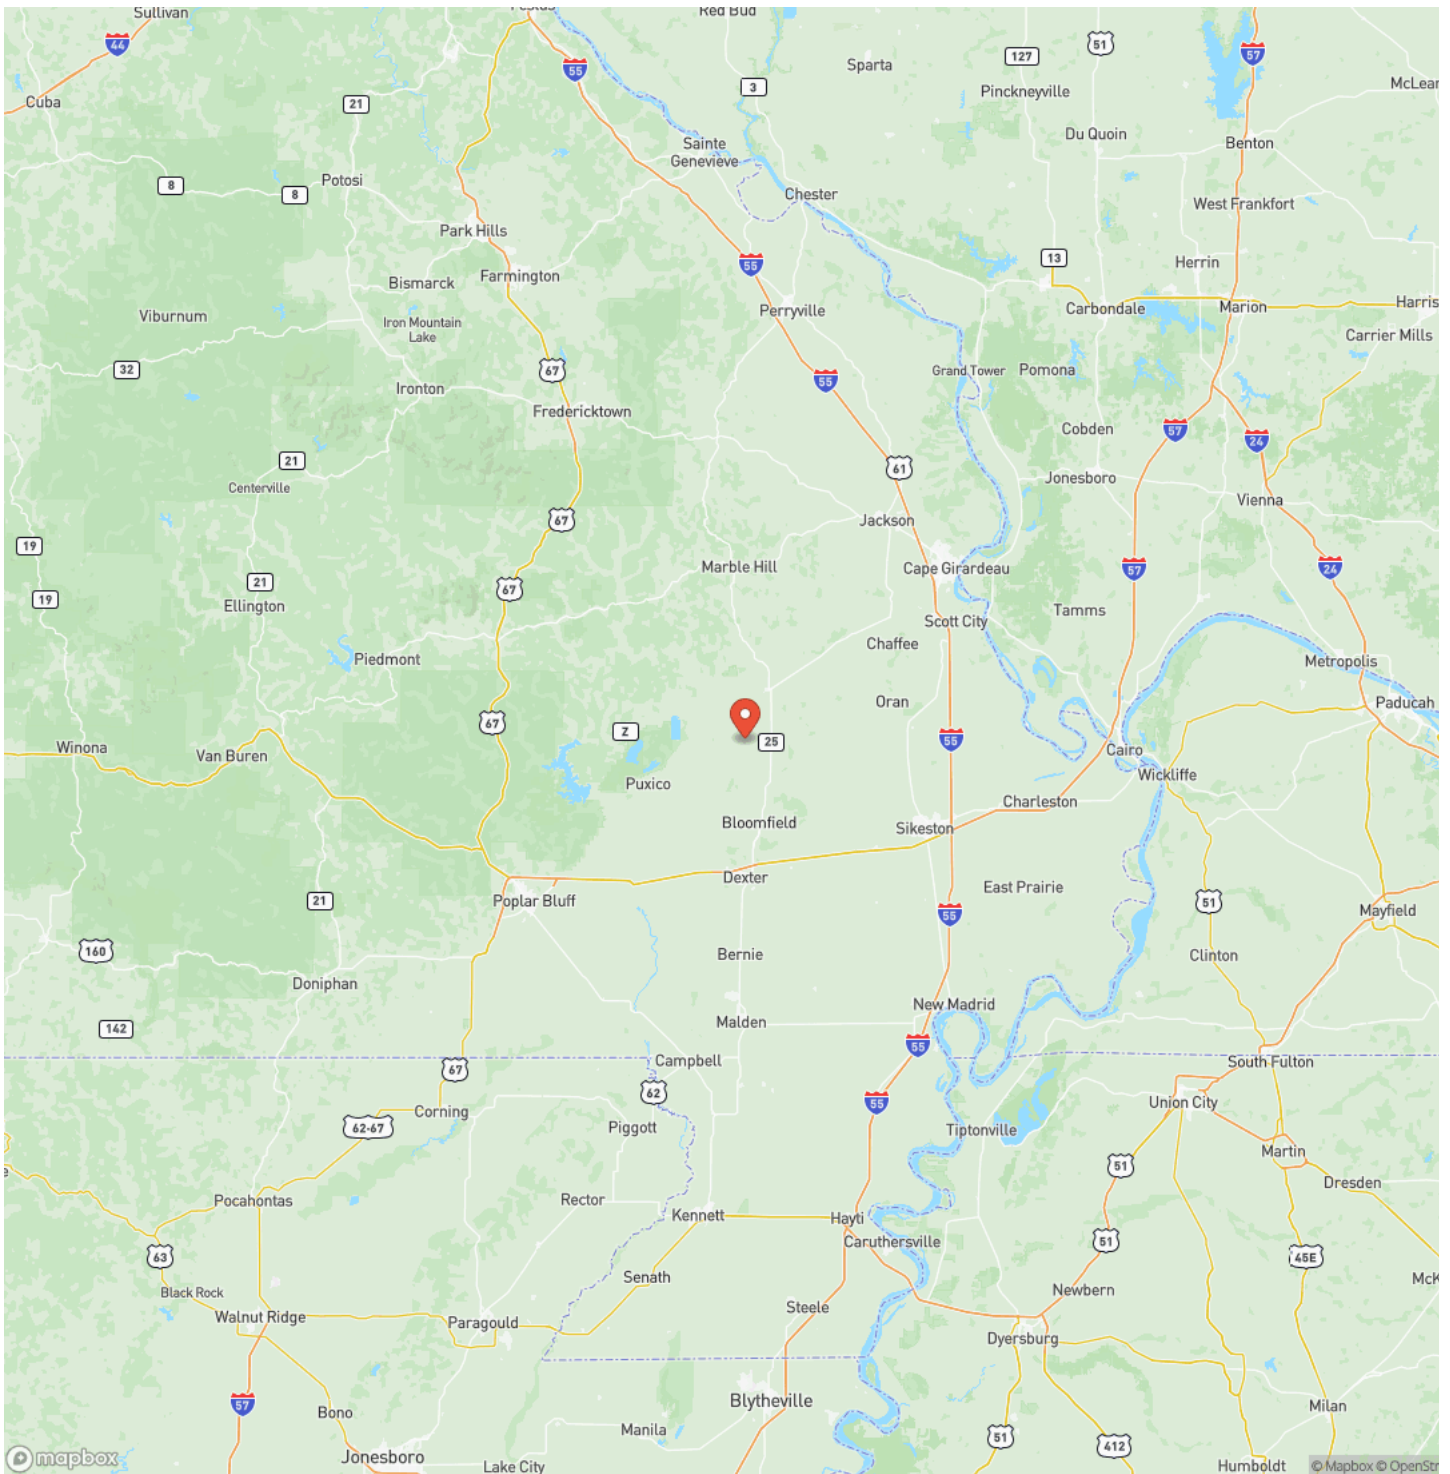 Sullivan
Festus
Red Bud
44
55
51
57
127
Sparta
3
Pinckneyville
McLean
Cuba
21
Du Quoin
Sainte
Genevieve
Benton
8
8
Potosi
Chester
West Frankfort
Park Hills
55
13
Herrin
Farmington
Bismarck
Carbondale
Marion
Harris
Viburnum
Iron Mountain
Lake
Perryville
Carrier Mills
32
67
55
Grand Tower
Pomona
Ironton
Fredericktown
57
Cobden
24
21
61
Centerville
Jonesboro
Vienna
67
Jackson
19
Marble Hill
Cape Girardeau
57
24
21
67
19
Ellington
Tamms
Scott City
Chaffee
Piedmont
Metropolis
Oran
Paducah
67
Z
25
55
Winona
Van Buren
Cairo
Wickliffe
Puxico
Charleston
Bloomfield
Sikeston
Dexter
East Prairie
21
Poplar Bluff
55
51
Mayfield
160
Bernie
Clinton
Doniphan
New Madrid
142
Malden
55
Campbell
South Fulton
67
62
55
Union City
Corning
62-67
Piggott
Tiptonville
Martin
51
Dresden
Pocahontas
Rector
Kennett
Hayti
51
Caruthersville
63
45E
Senath
McK
Black Rock
Newbern
Steele
Walnut Ridge
Paragould
Dyersburg
57
Blytheville
Bono
Milan
Manila
51
412
Jonesboro
Lake City
Humboldt
mapbox
© Mapbox © OpenStr